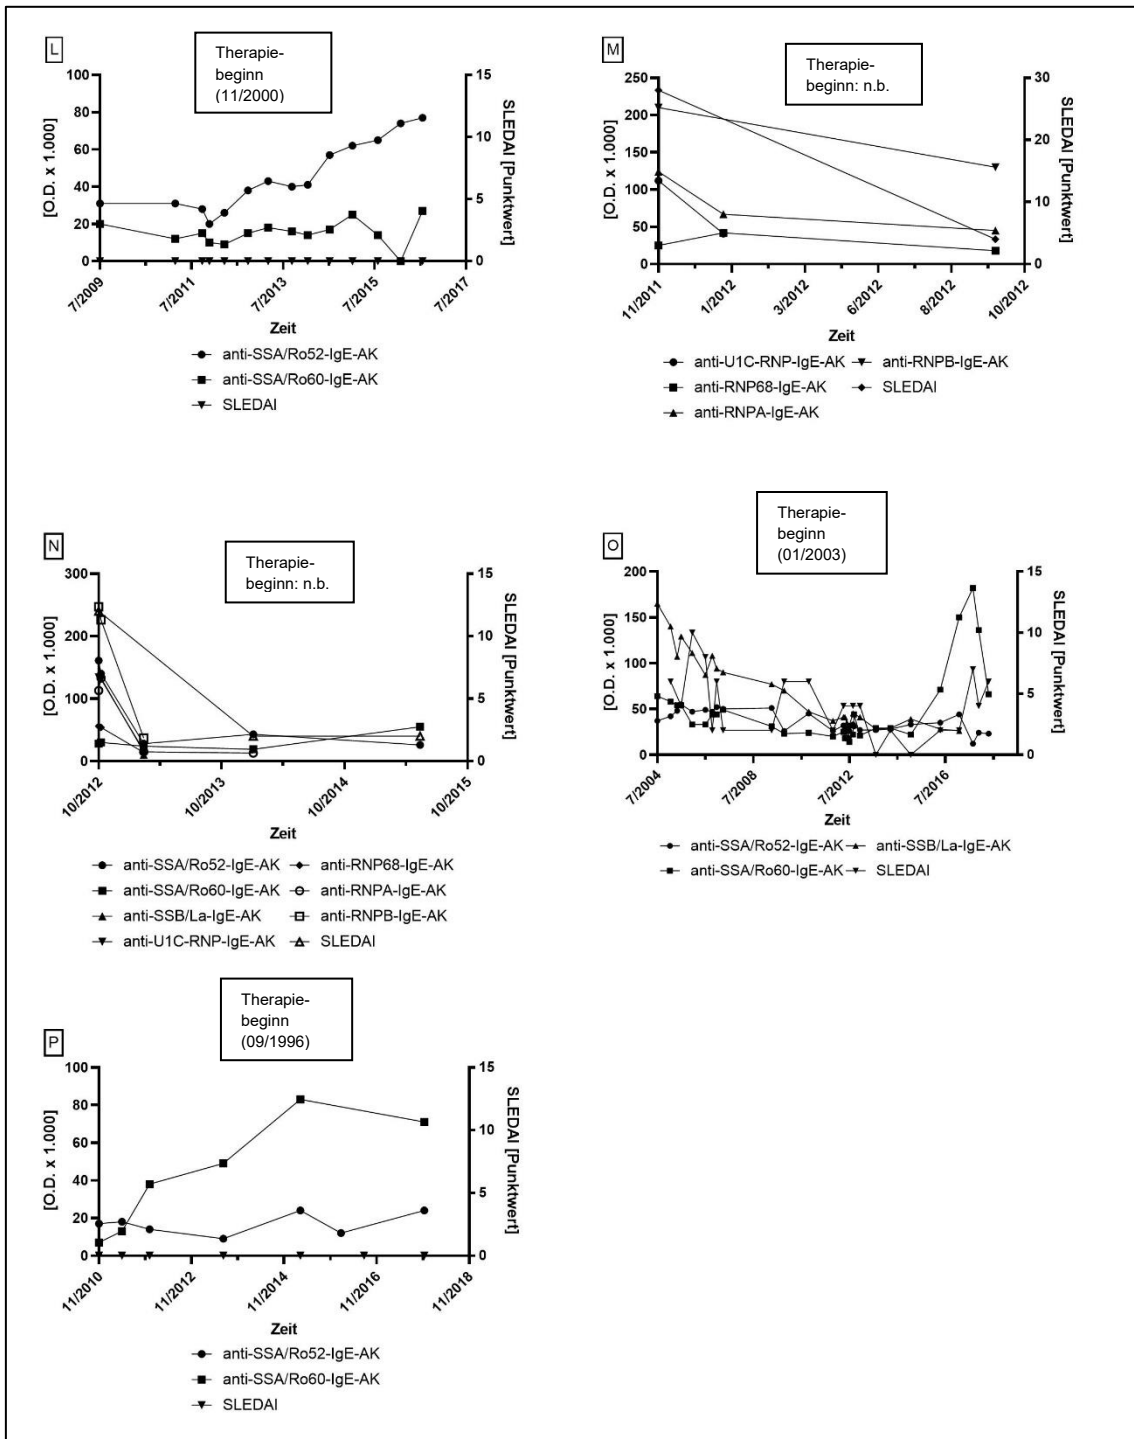 L
Therapie-
beginn
(11/2000)
100
80
60
40
20
0
[O.D. x 1.000]
15
10
5
0
SLEDAI [Punktwert]
7/2009
7/2011
7/2013
7/2015
7/2017
Zeit
anti-SSA/Ro52-IgE-AK
anti-SSA/Ro60-IgE-AK
SLEDAI
M
Therapie-
beginn: n.b.
250
200
150
100
50
0
[O.D. x 1.000]
30
20
10
0
SLEDAI [Punktwert]
11/2011
1/2012
3/2012
6/2012
8/2012
10/2012
Zeit
anti-U1C-RNP-IgE-AK
anti-RNPB-IgE-AK
anti-RNP68-IgE-AK
SLEDAI
anti-RNPA-IgE-AK
N
Therapie-
beginn: n.b.
300
200
100
0
[O.D. x 1.000]
15
10
5
0
SLEDAI [Punktwert]
10/2012
10/2013
10/2014
10/2015
Zeit
anti-SSA/Ro52-IgE-AK
anti-RNP68-IgE-AK
anti-SSA/Ro60-IgE-AK
anti-RNPA-IgE-AK
anti-SSB/La-IgE-AK
anti-RNPB-IgE-AK
anti-U1C-RNP-IgE-AK
SLEDAI
O
Therapie-
beginn
(01/2003)
200
150
100
50
0
[O.D. x 1.000]
15
10
5
0
SLEDAI [Punktwert]
7/2004
7/2008
7/2012
7/2016
Zeit
anti-SSA/Ro52-IgE-AK
anti-SSB/La-IgE-AK
anti-SSA/Ro60-IgE-AK
SLEDAI
P
Therapie-
beginn
(09/1996)
100
80
60
40
20
0
[O.D. x 1.000]
15
10
5
0
SLEDAI [Punktwert]
11/2010
11/2012
11/2014
11/2016
11/2018
Zeit
anti-SSA/Ro52-IgE-AK
anti-SSA/Ro60-IgE-AK
SLEDAI